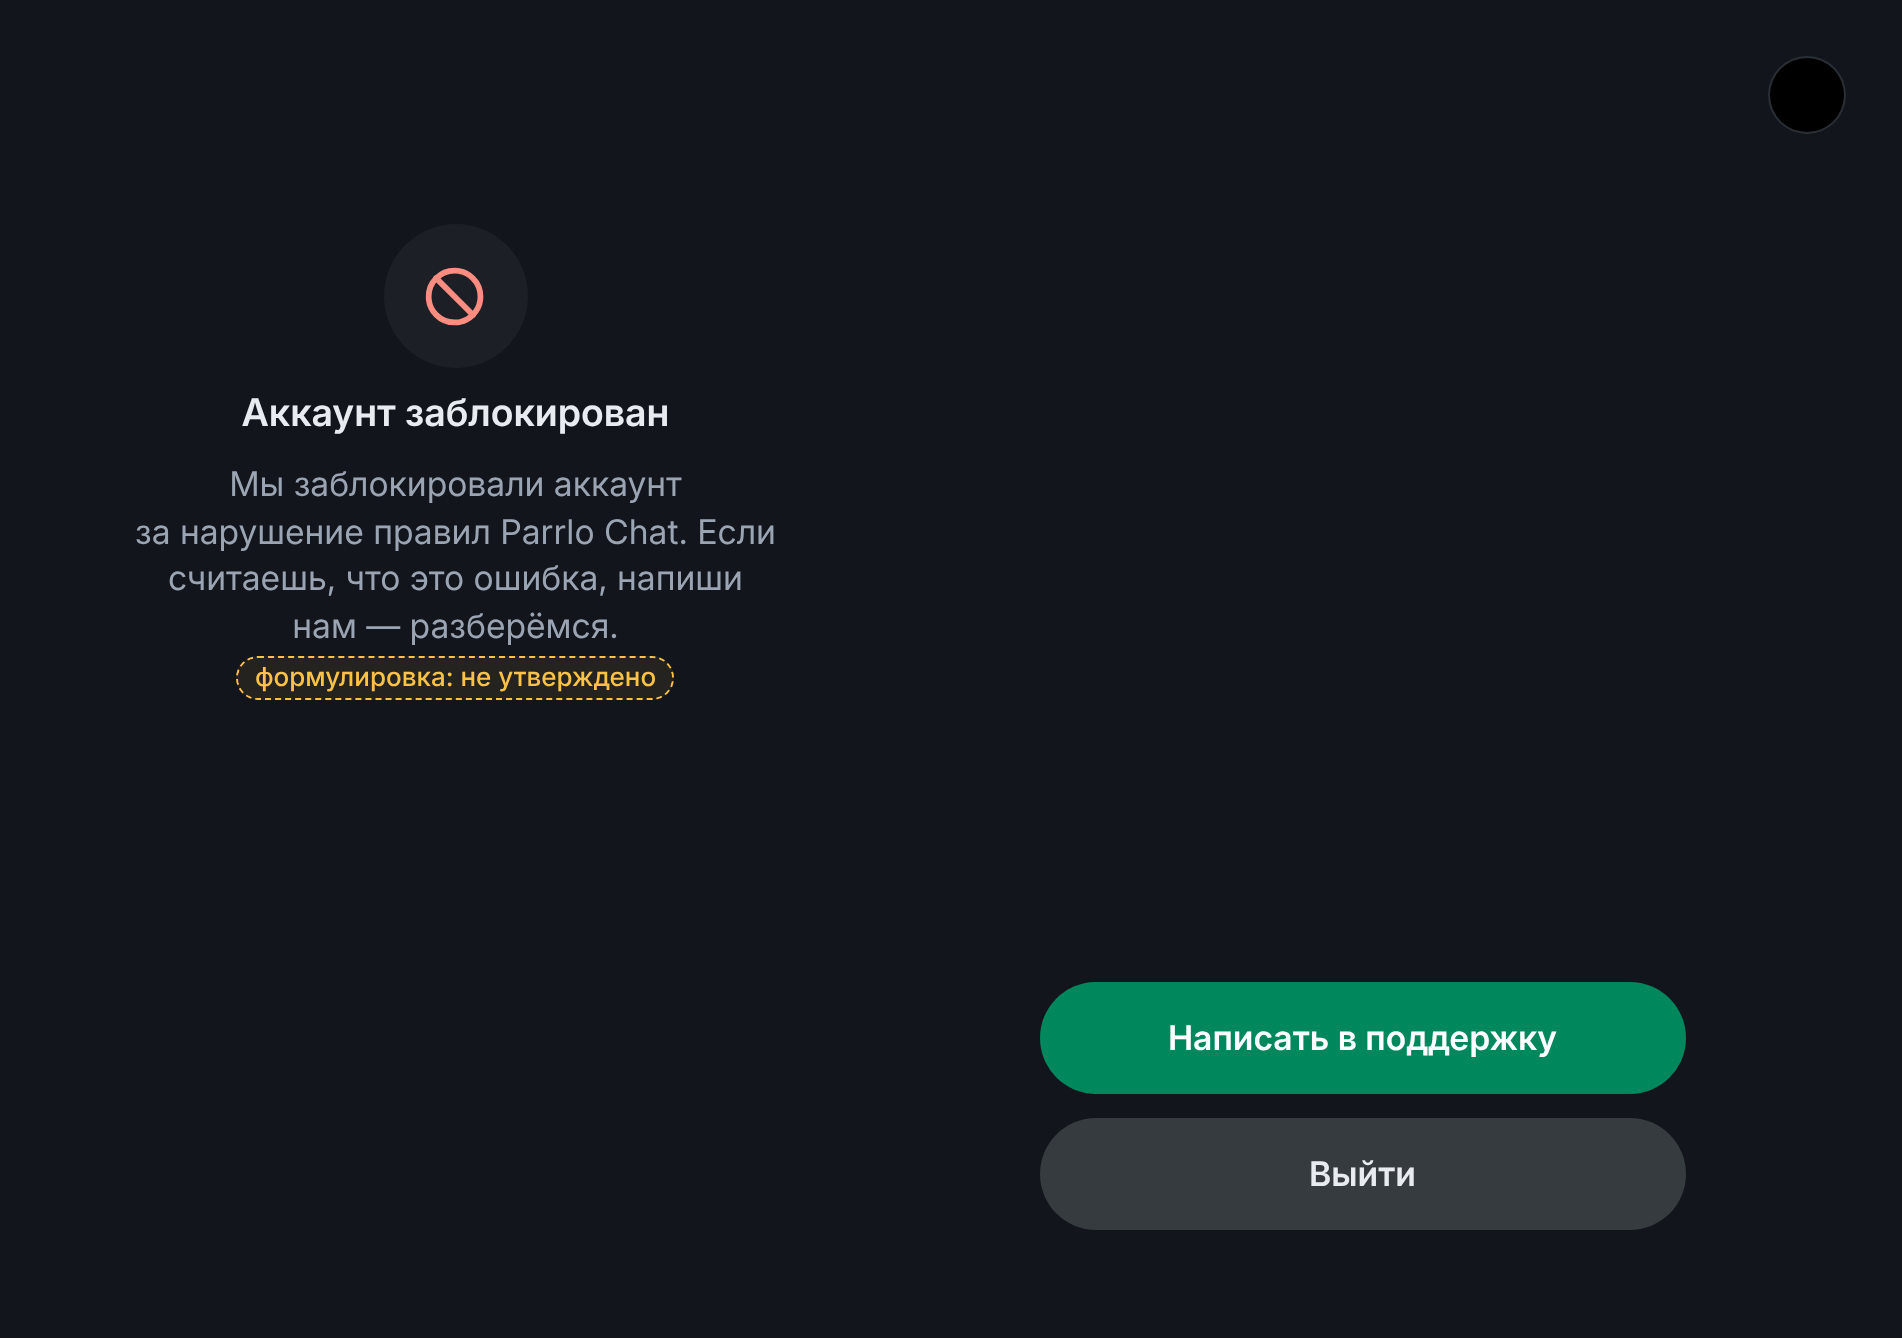 Аккаунт заблокирован
Мы заблокировали аккаунт
за нарушение правил Parrlo Chat. Если
считаешь, что это ошибка, напиши
нам — разберёмся.
формулировка: не утверждено
Написать в поддержку
Выйти